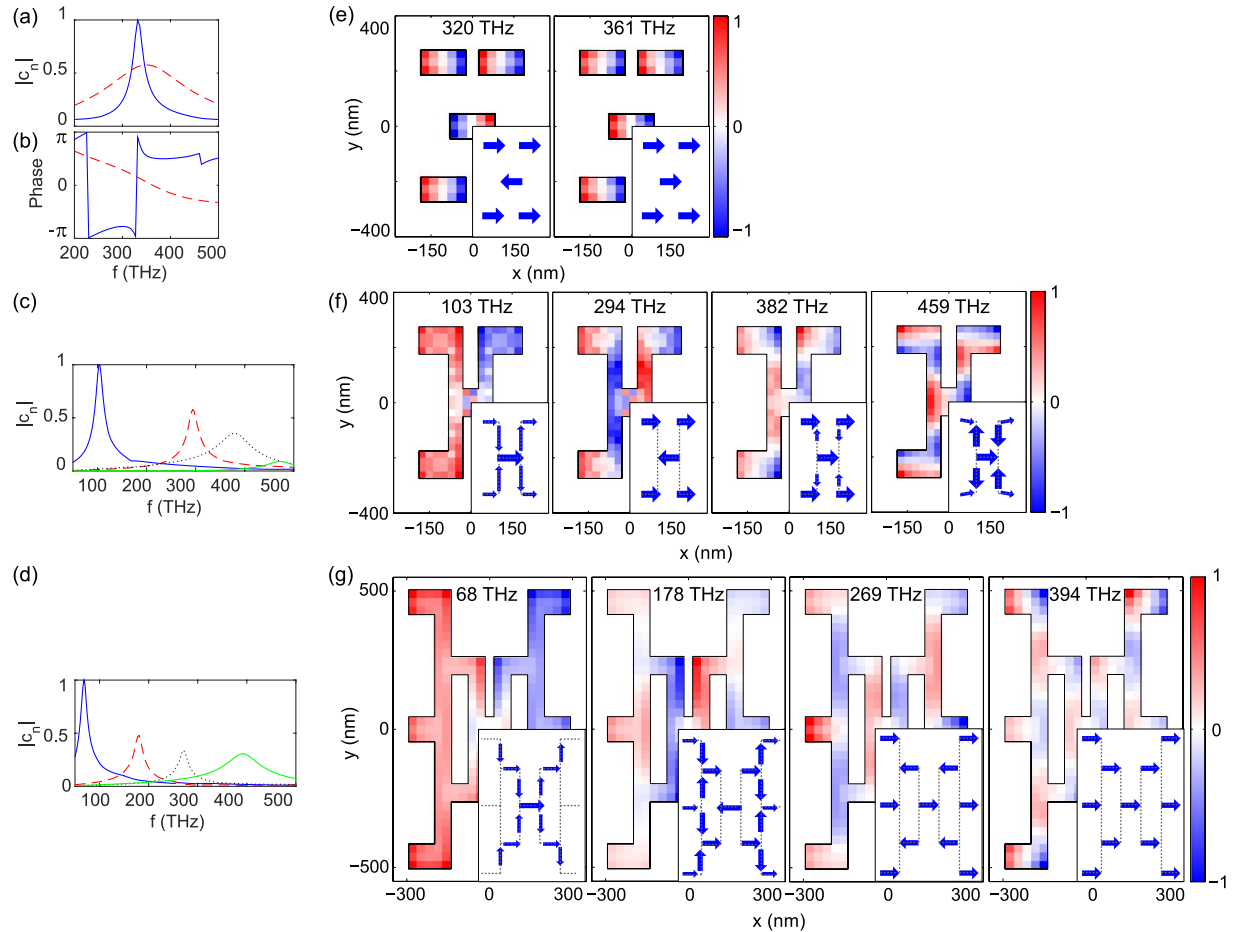 (a)
1
0.5
0
|c_n|
(b)
π
0
-π
Phase
200 300 400 500
f (THz)
(e)
320 THz 361 THz
400
0
−400
y (nm)
−150 0 150 −150 0 150
x (nm)
1
0
−1
(c)
1
0.5
0
|c_n|
100 200 300 400 500
f (THz)
(f)
103 THz 294 THz 382 THz 459 THz
400
0
−400
y (nm)
−150 0 150 −150 0 150 −150 0 150 −150 0 150
x (nm)
1
0
−1
(d)
1
0.5
0
|c_n|
100 200 300 400 500
f (THz)
(g)
68 THz 178 THz 269 THz 394 THz
500
0
−500
y (nm)
−300 0 300 −300 0 300 −300 0 300 −300 0 300
x (nm)
1
0
−1